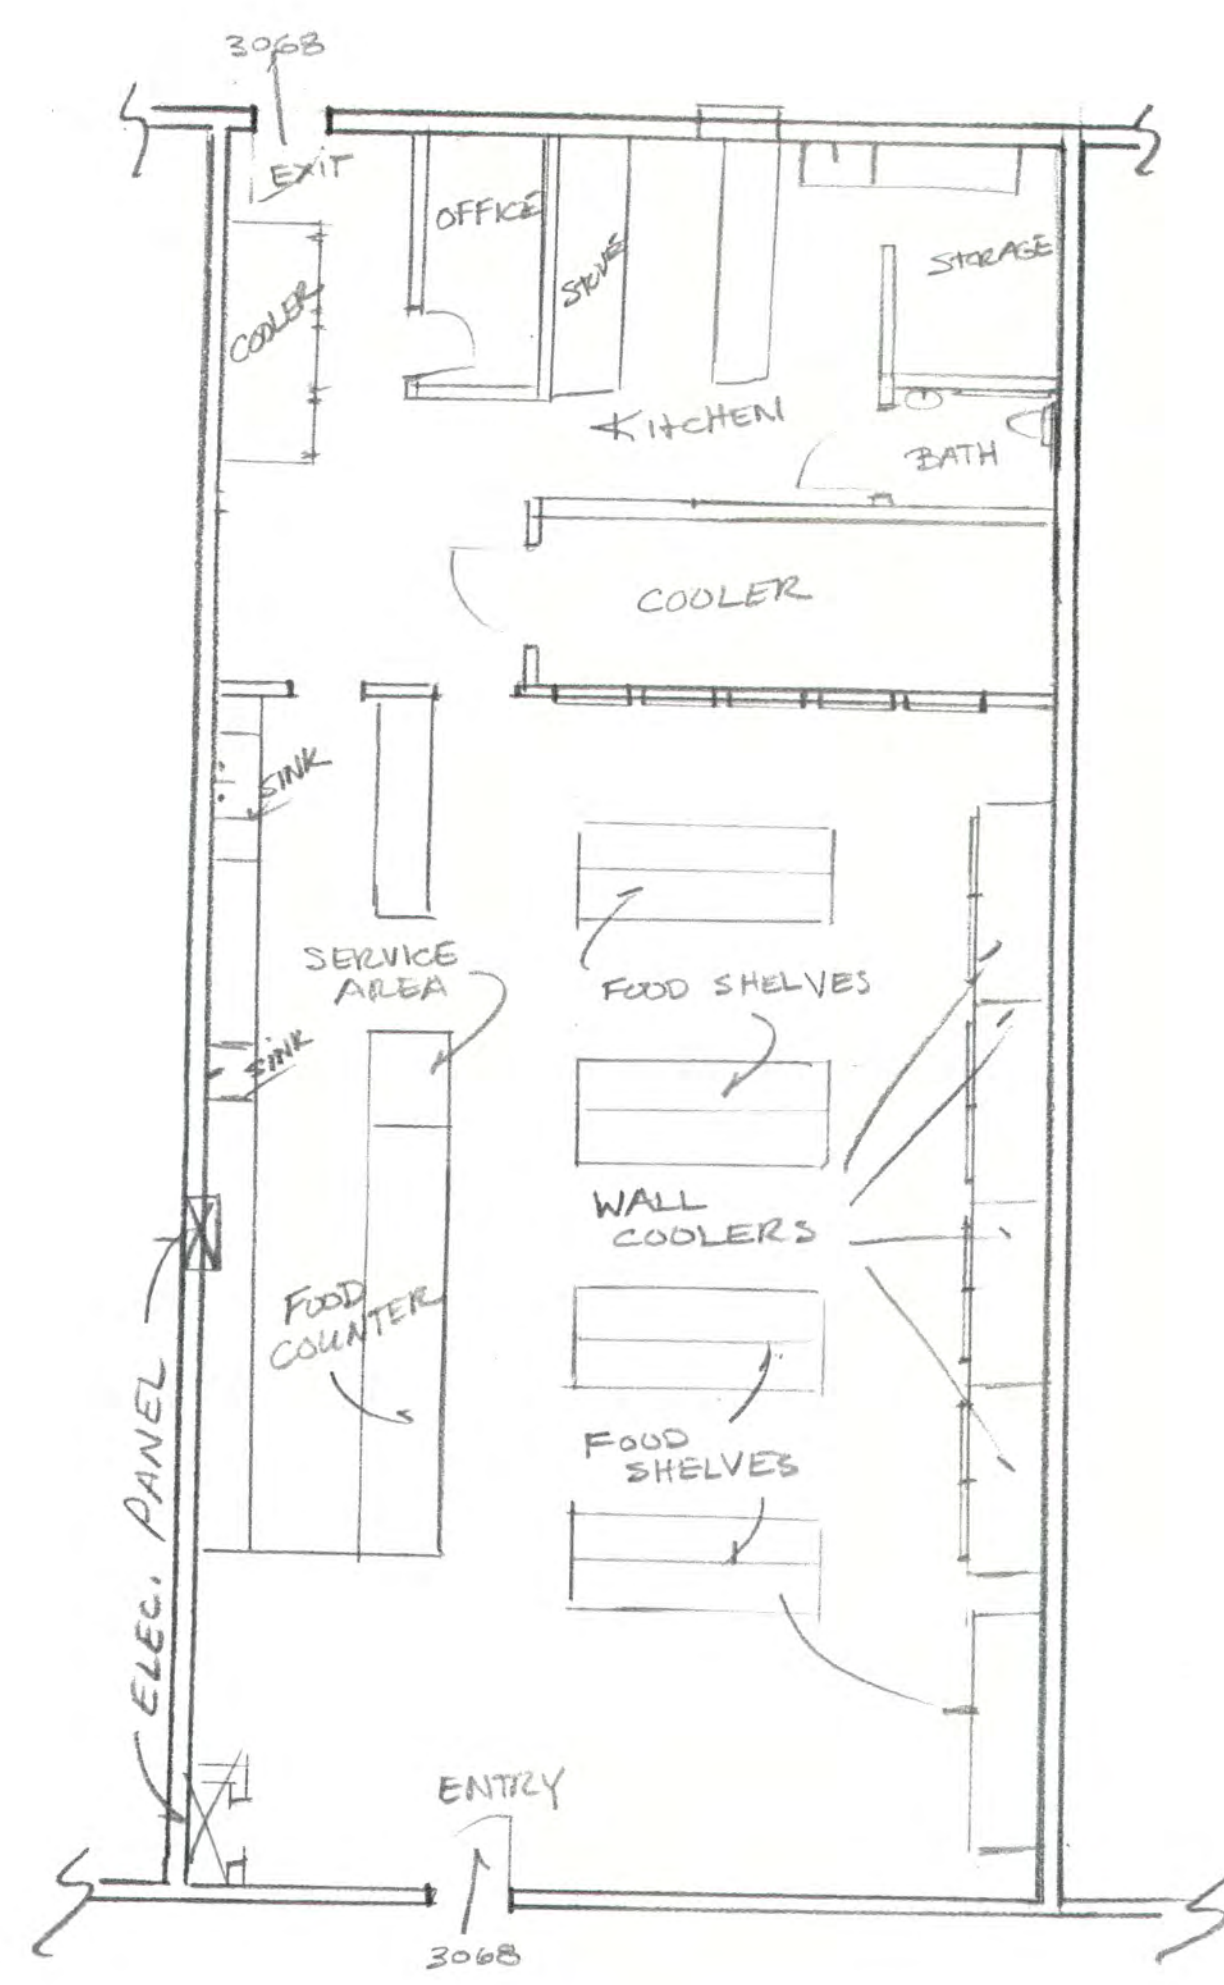 3068
EXIT
OFFICE
STOVE
STORAGE
COOLER
KITCHEN
BATH
COOLER
SINK
SERVICE
AREA
FOOD SHELVES
SINK
WALL
COOLERS
FOOD
COUNTER
ELEC. PANEL
FOOD
SHELVES
ENTRY
3068